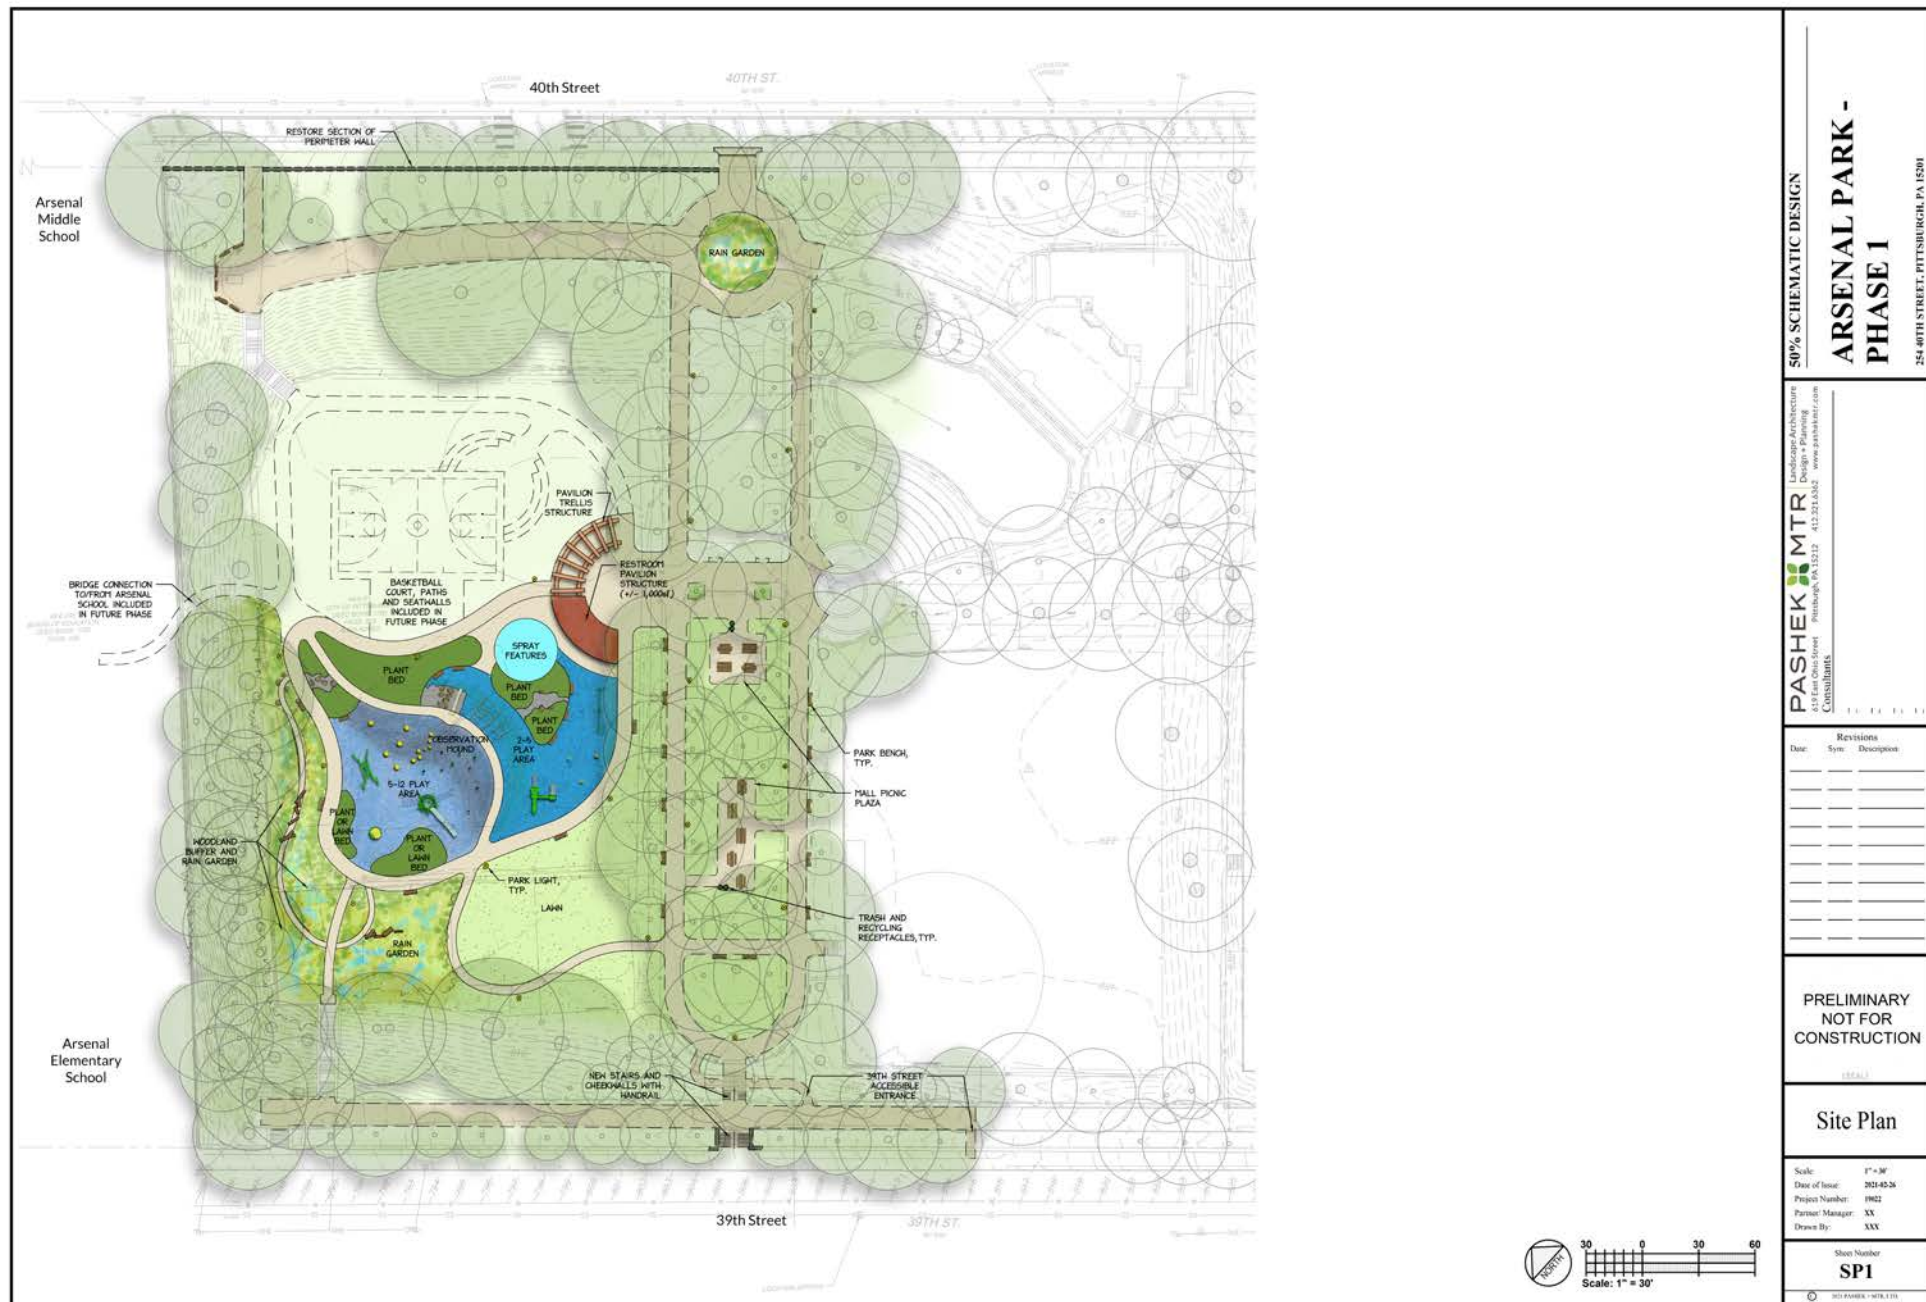 40th Street
40TH ST.
RESTORE SECTION OF
PERIMETER WALL
Arsenal
Middle
School
RAIN GARDEN
PAVILION
TRELLIS
STRUCTURE
RESTROOM
PAVILION
STRUCTURE
(+/- 1,000sf)
BRIDGE CONNECTION
TO/FROM ARSENAL
SCHOOL INCLUDED
IN FUTURE PHASE
BASKETBALL
COURT, PATHS
AND SEATWALLS
INCLUDED IN
FUTURE PHASE
SPRAY
FEATURES
PLANT
BED
PLANT
BED
PLANT
BED
OBSERVATION
MOUND
2-5
PLAY
AREA
5-12 PLAY
AREA
PLANT
OR
LAWN
BED
PLANT
OR
LAWN
BED
PARK BENCH,
TYP.
MALL PICNIC
PLAZA
WOODLAND
BUFFER AND
RAIN GARDEN
PARK LIGHT,
TYP.
LAWN
TRASH AND
RECYCLING
RECEPTACLES, TYP.
RAIN
GARDEN
Arsenal
Elementary
School
NEW STAIRS AND
CHEEKWALLS WITH
HANDRAIL
39TH STREET
ACCESSIBLE
ENTRANCE
39th Street
39TH ST.
NORTH
30 0 30 60
Scale: 1" = 30'
50% SCHEMATIC DESIGN
ARSENAL PARK -
PHASE 1
254 40TH STREET, PITTSBURGH, PA 15201
PASHEK MTR
Landscape Architecture
Design + Planning
619 East Ohio Street Pittsburgh, PA 15212 412.321.6362 www.pashekmtr.com
Consultants
Revisions
Date: Sym: Description:
PRELIMINARY
NOT FOR
CONSTRUCTION
(SEAL)
Site Plan
Scale: 1" = 30'
Date of Issue: 2021-02-26
Project Number: 19022
Partner/ Manager: XX
Drawn By: XXX
Sheet Number
SP1